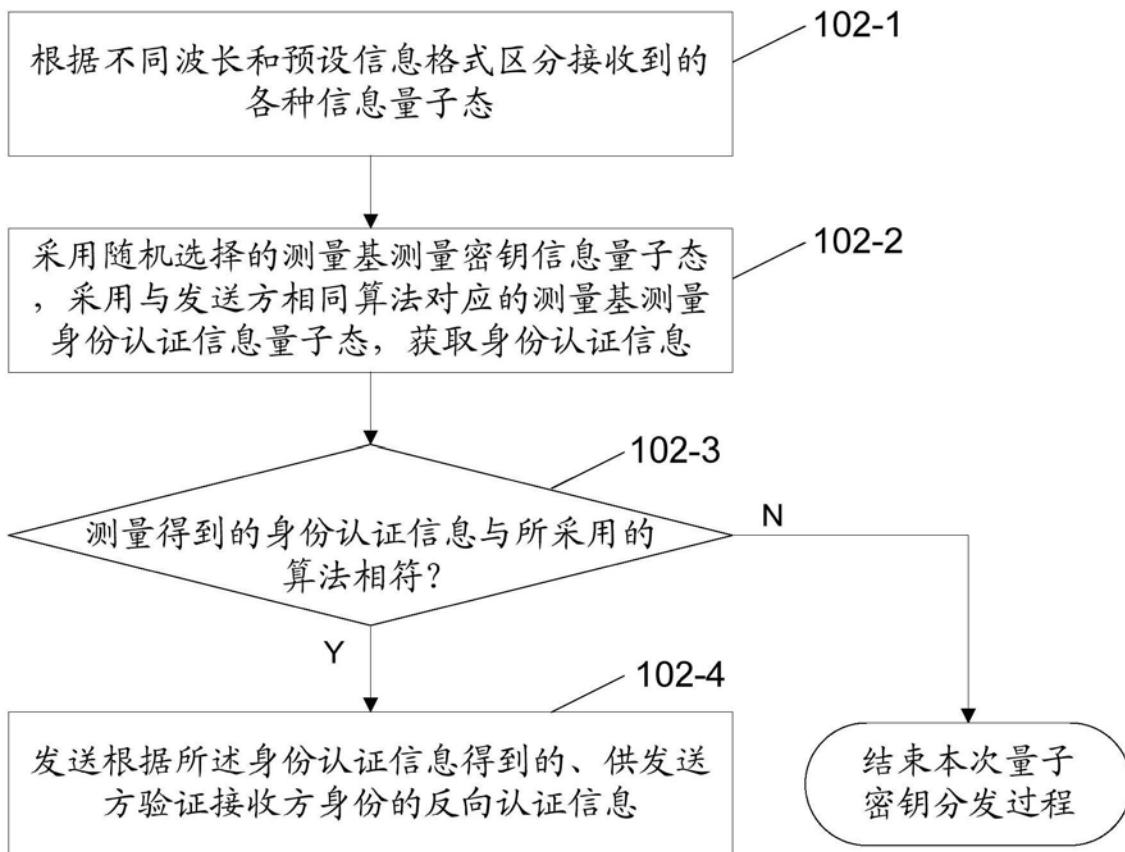 102-1
根据不同波长和预设信息格式区分接收到的
各种信息量子态
102-2
采用随机选择的测量基测量密钥信息量子态
，采用与发送方相同算法对应的测量基测量
身份认证信息量子态，获取身份认证信息
102-3
测量得到的身份认证信息与所采用的
算法相符？
N
Y
102-4
发送根据所述身份认证信息得到的、供发送
方验证接收方身份的反向认证信息
结束本次量子
密钥分发过程